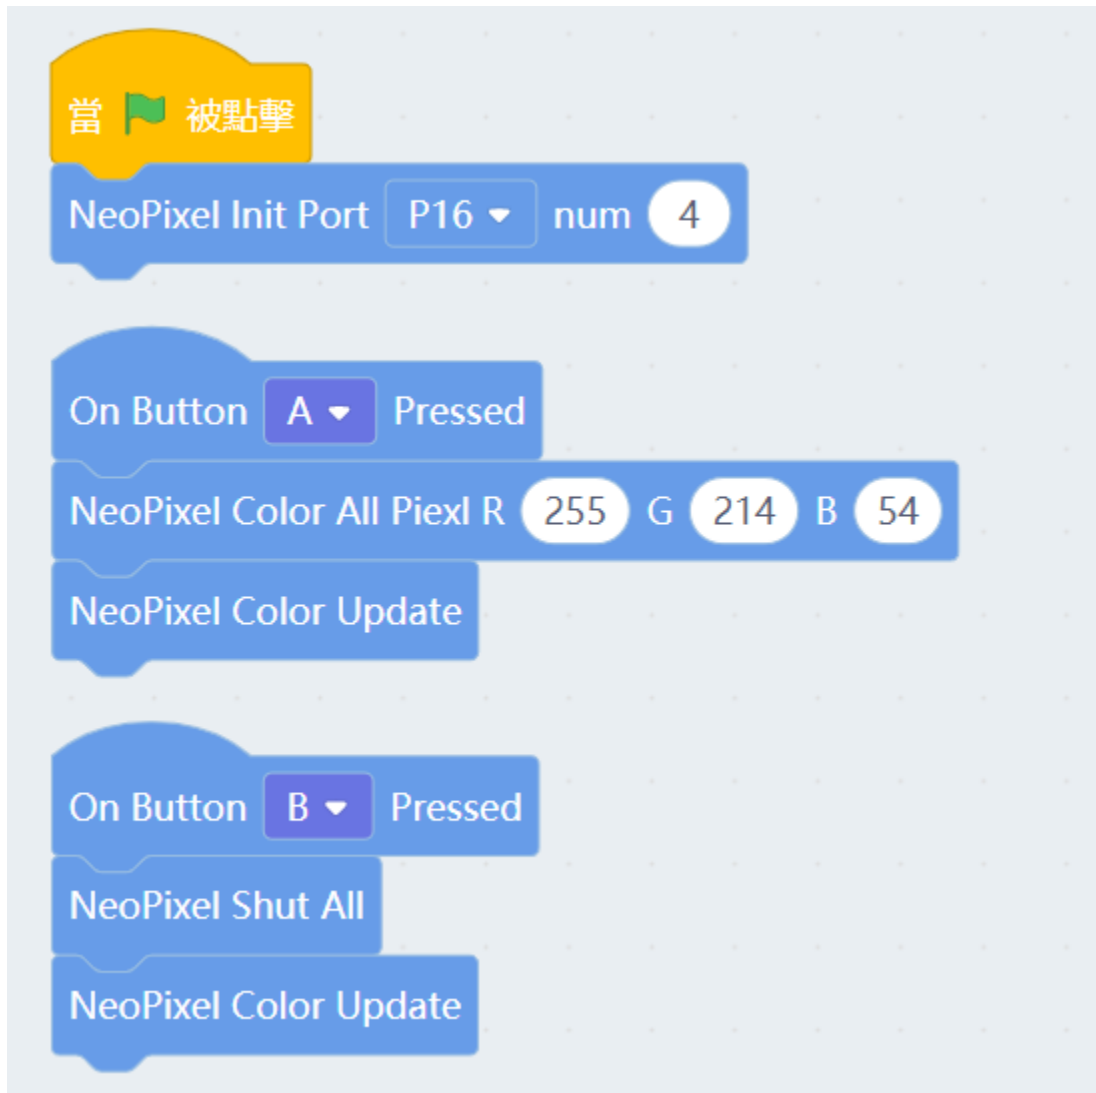 當 被點擊
NeoPixel Init Port P16 num 4
On Button A Pressed
NeoPixel Color All Piexl R 255 G 214 B 54
NeoPixel Color Update
On Button B Pressed
NeoPixel Shut All
NeoPixel Color Update